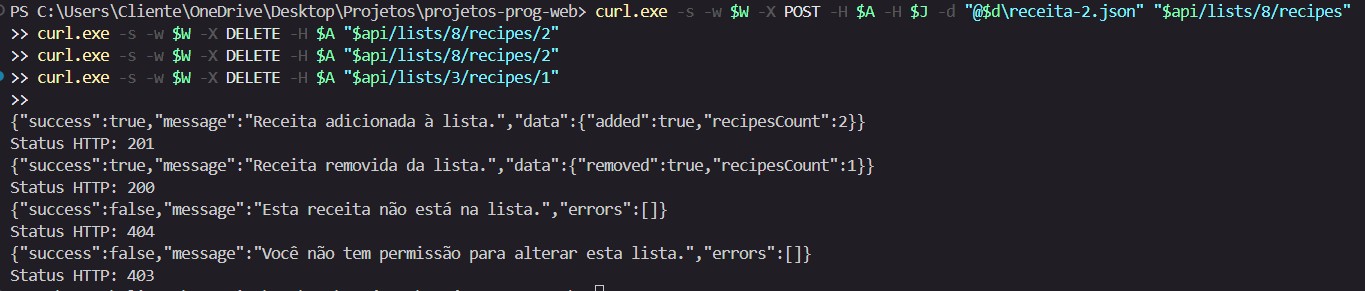 PS C:\Users\Cliente\OneDrive\Desktop\Projetos\projetos-prog-web> curl.exe -s -w $W -X POST -H $A -H $J -d "@$d\receita-2.json" "$api/lists/8/recipes"
>> curl.exe -s -w $W -X DELETE -H $A "$api/lists/8/recipes/2"
>> curl.exe -s -w $W -X DELETE -H $A "$api/lists/8/recipes/2"
>> curl.exe -s -w $W -X DELETE -H $A "$api/lists/3/recipes/1"
>>
{"success":true,"message":"Receita adicionada à lista.","data":{"added":true,"recipesCount":2}}
Status HTTP: 201
{"success":true,"message":"Receita removida da lista.","data":{"removed":true,"recipesCount":1}}
Status HTTP: 200
{"success":false,"message":"Esta receita não está na lista.","errors":[]}
Status HTTP: 404
{"success":false,"message":"Você não tem permissão para alterar esta lista.","errors":[]}
Status HTTP: 403